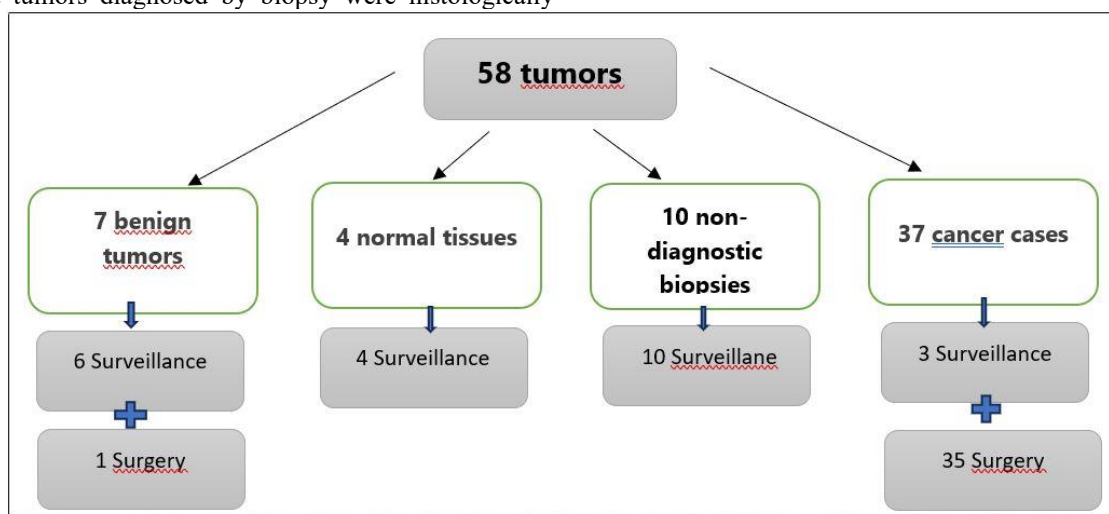 tumors diagnosed by biopsy were histologically
58 tumors
7 benign
tumors
4 normal tissues
10 non-
diagnostic
biopsies
37 cancer cases
6 Surveillance
4 Surveillance
10 Surveillane
3 Surveillance
1 Surgery
35 Surgery